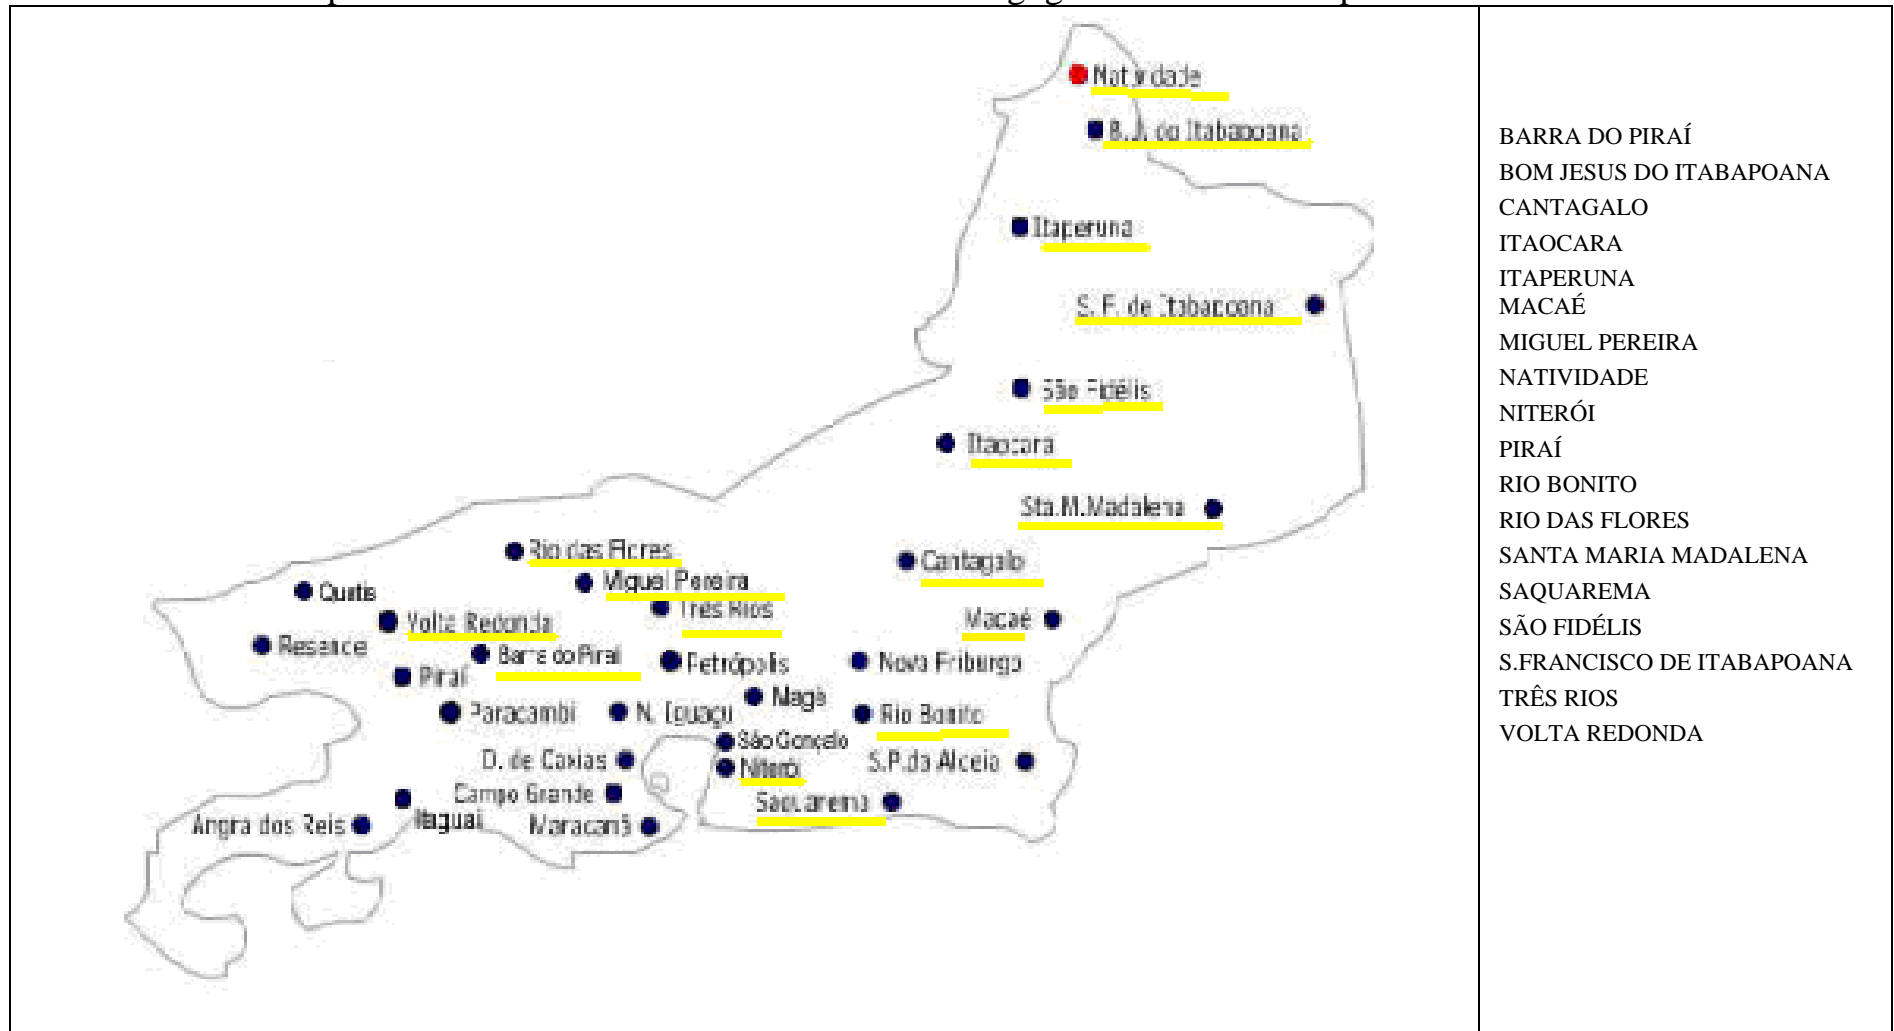 Natividade
B.J. do Itabapoana
Itaperuna
S. F. de Itabapoana
São Fidélis
Itaocara
Sta.M.Madalena
Rio das Flores
Cantagalo
Miguel Pereira
Quatis
Três Rios
Volta Redonda
Macaé
Resende
Barra do Piraí
Petrópolis
Nova Friburgo
Piraí
Magé
Paracambi
N. Iguaçu
Rio Bonito
São Gonçalo
D. de Caxias
Niterói
S.P.da Aldeia
Campo Grande
Saquarema
Itaguaí
Angra dos Reis
Maracanã
BARRA DO PIRAÍ
BOM JESUS DO ITABAPOANA
CANTAGALO
ITAOCARA
ITAPERUNA
MACAÉ
MIGUEL PEREIRA
NATIVIDADE
NITERÓI
PIRAÍ
RIO BONITO
RIO DAS FLORES
SANTA MARIA MADALENA
SAQUAREMA
SÃO FIDÉLIS
S.FRANCISCO DE ITABAPOANA
TRÊS RIOS
VOLTA REDONDA